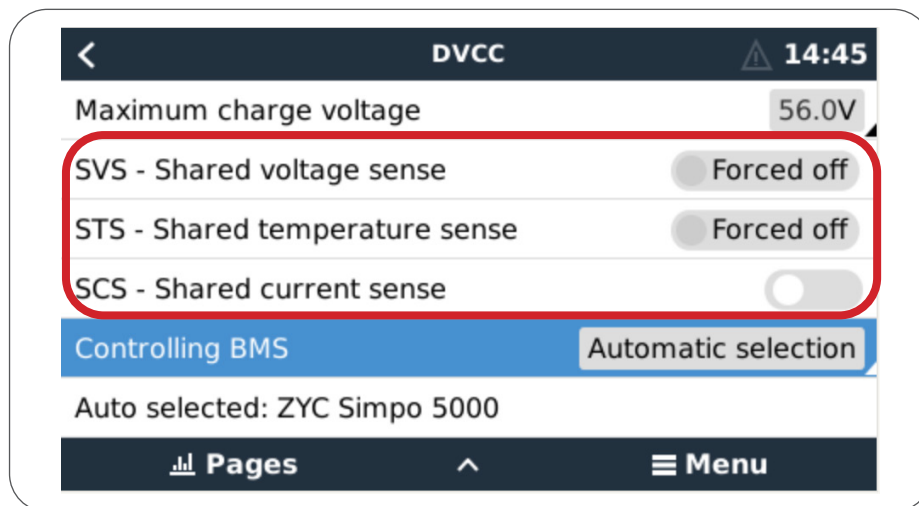 DVCC 14:45
Maximum charge voltage 56.0V
SVS - Shared voltage sense Forced off
STS - Shared temperature sense Forced off
SCS - Shared current sense
Controlling BMS Automatic selection
Auto selected: ZYC Simpo 5000
Pages Menu